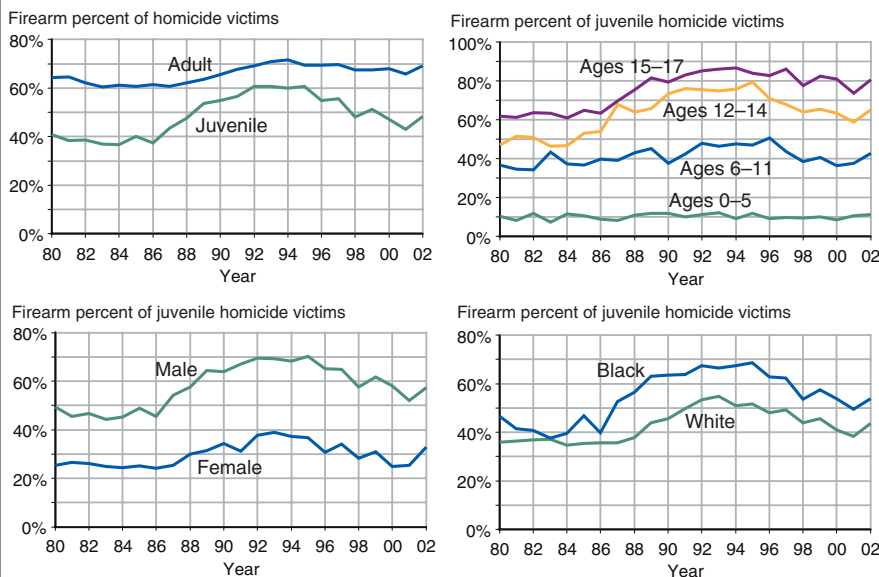 Firearm percent of homicide victims
80%
Adult
60%
Juvenile
40%
20%
0%
80 82 84 86 88 90 92 94 96 98 00 02
Year
Firearm percent of juvenile homicide victims
100%
Ages 15–17
80%
Ages 12–14
60%
40%
Ages 6–11
20%
Ages 0–5
0%
80 82 84 86 88 90 92 94 96 98 00 02
Year
Firearm percent of juvenile homicide victims
80%
Male
60%
40%
Female
20%
0%
80 82 84 86 88 90 92 94 96 98 00 02
Year
Firearm percent of juvenile homicide victims
80%
Black
60%
White
40%
20%
0%
80 82 84 86 88 90 92 94 96 98 00 02
Year